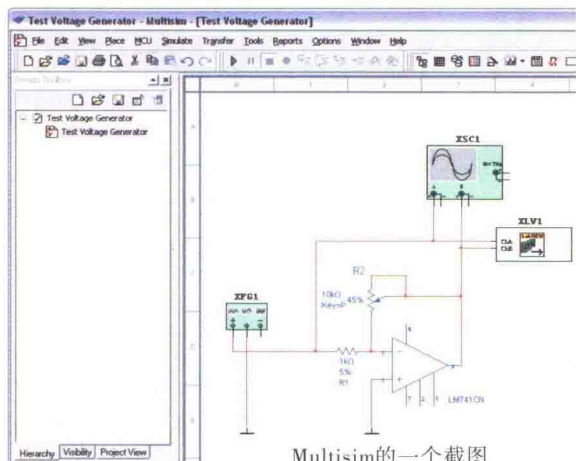 Test Voltage Generator - Multisim - [Test Voltage Generator]
File Edit View Place MCU Simulate Transfer Tools Reports Options Window Help
Design Toolbox
Test Voltage Generator
Test Voltage Generator
XSC1
XLV1
R2
10kΩ
Key=P
45%
XFG1
1kΩ
5%
R1
LM741CN
Hierarchy Visibility Project View
Multisim的一个截图